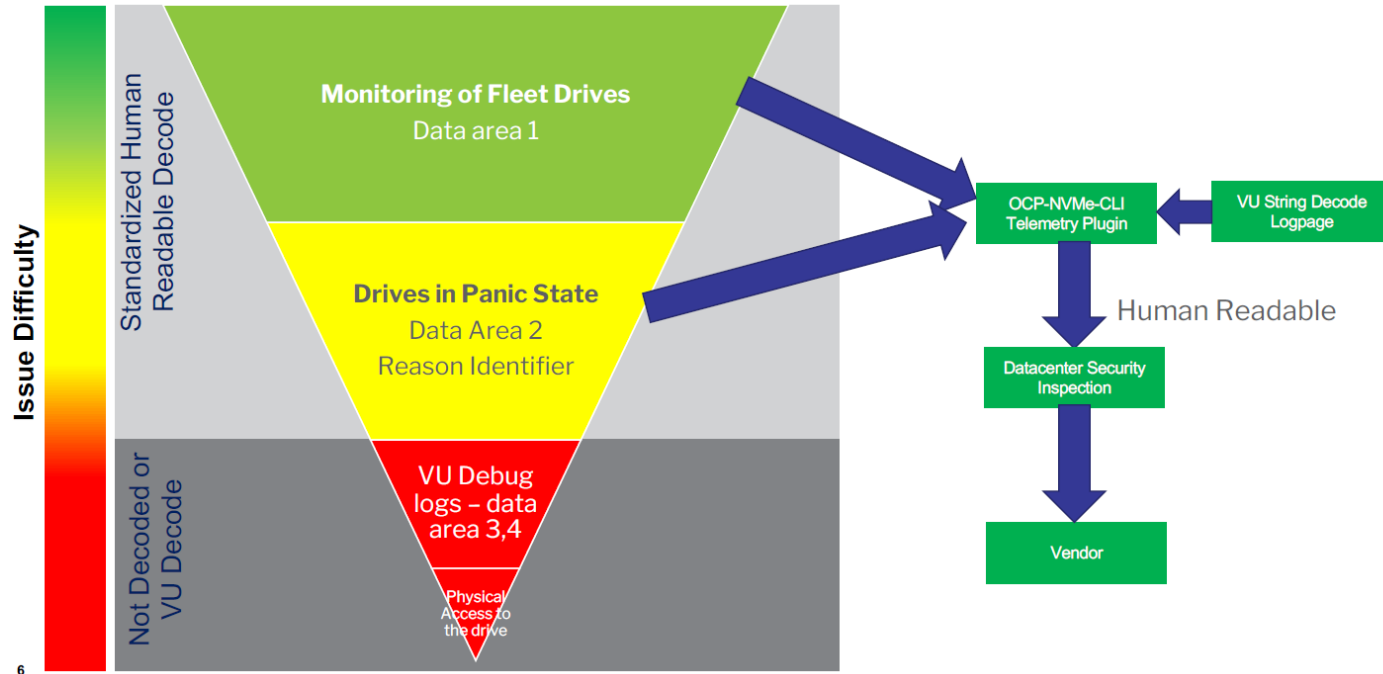 Issue Difficulty
Standardized Human
Readable Decode
Not Decoded or
VU Decode
Monitoring of Fleet Drives
Data area 1
Drives in Panic State
Data Area 2
Reason Identifier
VU Debug
logs – data
area 3,4
Physical
Access to
the drive
OCP-NVMe-CLI
Telemetry Plugin
VU String Decode
Logpage
Human Readable
Datacenter Security
Inspection
Vendor
6